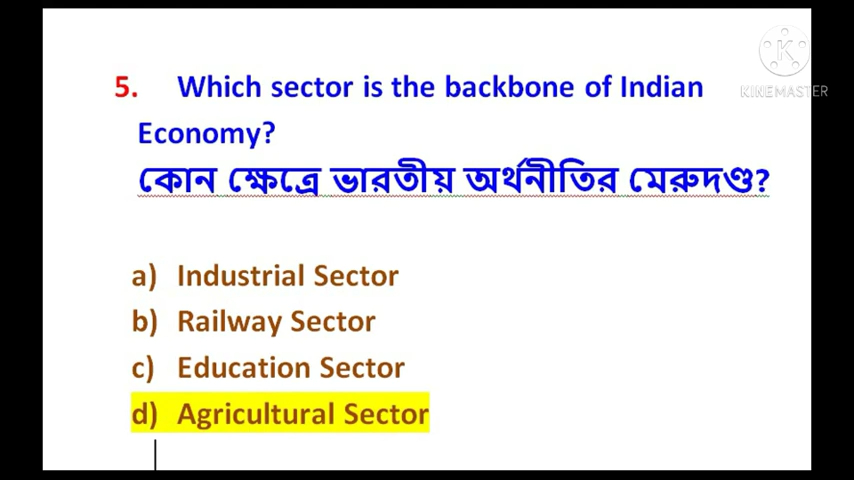 KINEMASTER
5. Which sector is the backbone of Indian
Economy?
কোন ক্ষেত্রে ভারতীয় অর্থনীতির মেরুদণ্ড?
a) Industrial Sector
b) Railway Sector
c) Education Sector
d) Agricultural Sector